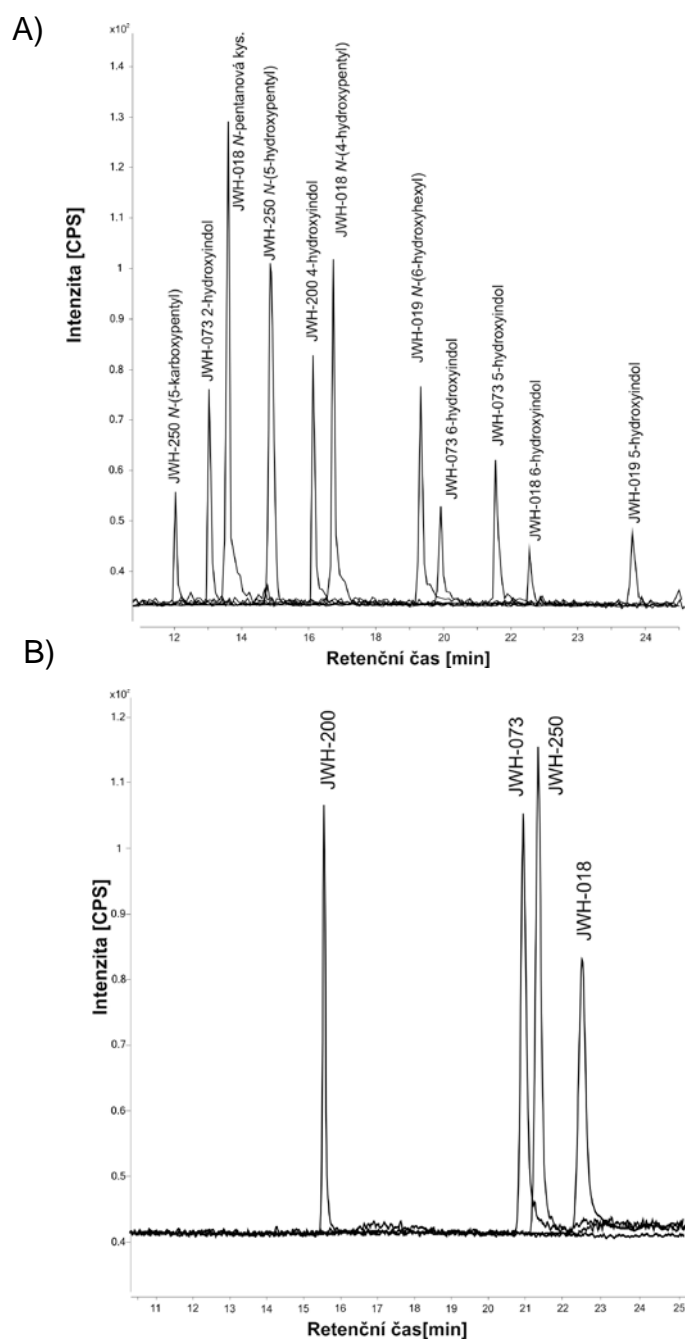 A)
x10²
Intenzita [CPS]
1.4
1.3
1.2
1.1
1
0.9
0.8
0.7
0.6
0.5
0.4
JWH-250 N-(5-karboxypentyl)
JWH-073 2-hydroxyindol
JWH-018 N-pentanová kys.
JWH-250 N-(5-hydroxypentyl)
JWH-200 4-hydroxyindol
JWH-018 N-(4-hydroxypentyl)
JWH-019 N-(6-hydroxyhexyl)
JWH-073 6-hydroxyindol
JWH-073 5-hydroxyindol
JWH-018 6-hydroxyindol
JWH-019 5-hydroxyindol
12 14 16 18 20 22 24
Retenční čas [min]
B)
Intenzita [CPS]
1.2
1.1
1
0.9
0.8
0.7
0.6
0.5
0.4
JWH-200
JWH-073
JWH-250
JWH-018
11 12 13 14 15 16 17 18 19 20 21 22 23 24 25
Retenční čas[min]